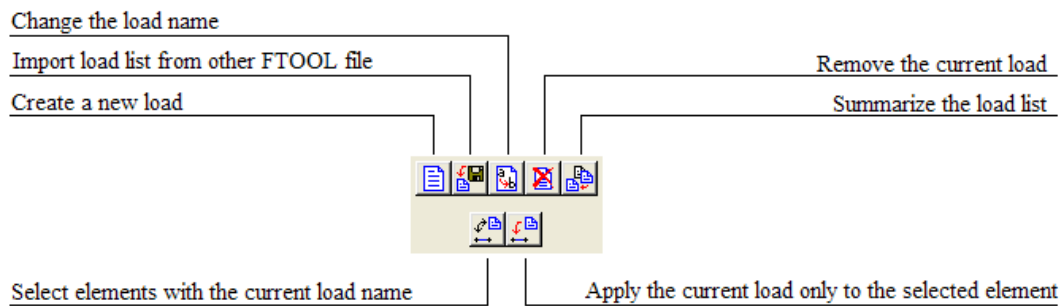 Change the load name
Import load list from other FTOOL file
Remove the current load
Create a new load
Summarize the load list
a
b
Select elements with the current load name
Apply the current load only to the selected element